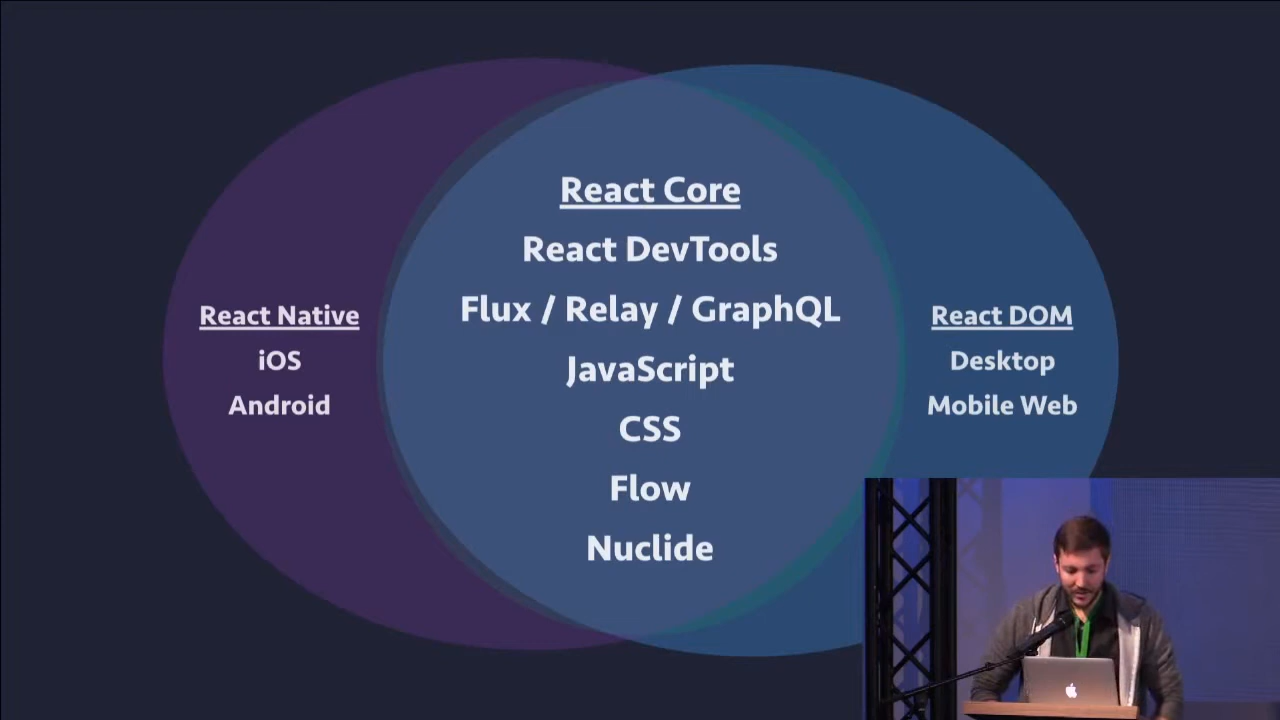 React Core
React DevTools
Flux / Relay / GraphQL
JavaScript
CSS
Flow
Nuclide
React Native
iOS
Android
React DOM
Desktop
Mobile Web